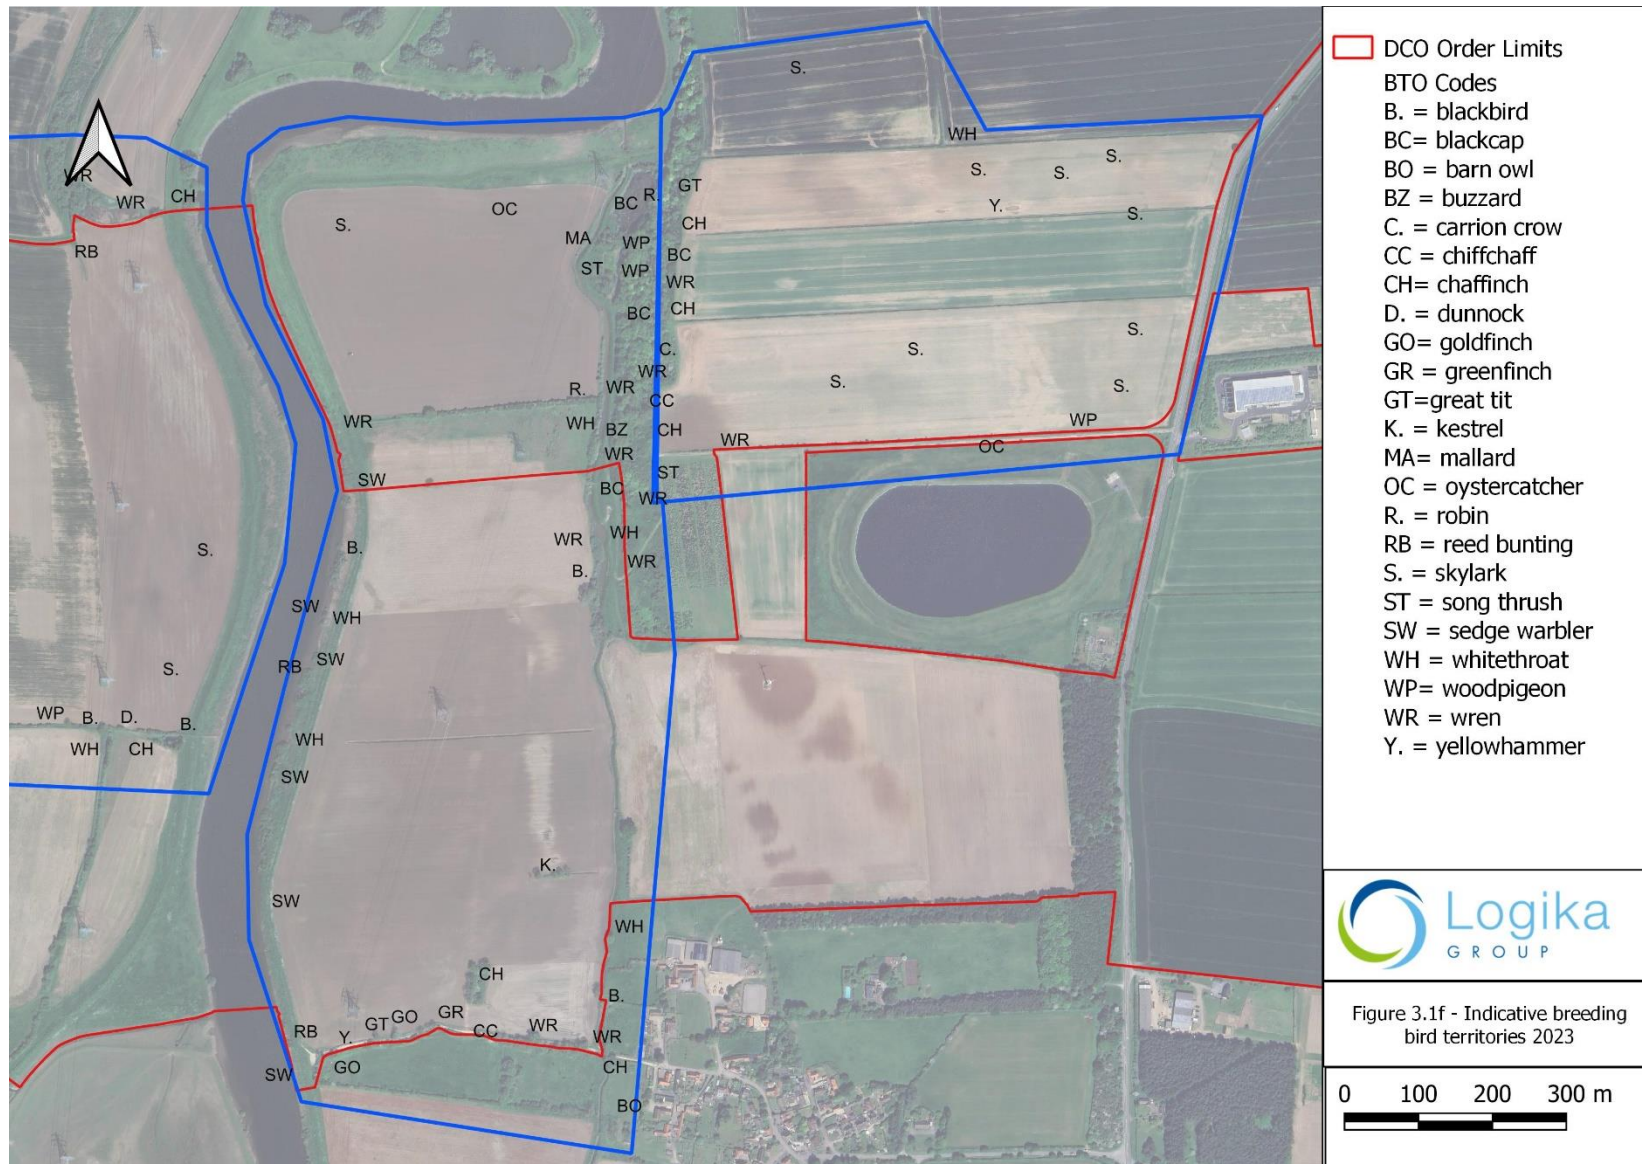 S.
WH
S.
S.
S.
WR
WR
CH
GT
BC
R.
Y.
S.
S.
OC
CH
RB
MA
WP
BC
ST
WP
WR
BC
CH
S.
C.
S.
WR
S.
S.
R.
WR
CC
WR
WH
BUZ
CH
WP
WR
OC
WR
SW
BC
ST
WR
WH
WR
B.
WR
S.
B.
SW
WH
SW
RB
S.
WP
B.
D.
B.
WH
CH
WH
SW
K.
SW
WH
CH
B.
RB
Y.
GT
GO
GR
CC
WR
WR
SW
GO
CH
BO
DCO Order Limits
BTO Codes
B. = blackbird
BC= blackcap
BO = barn owl
BZ = buzzard
C. = carrion crow
CC = chiffchaff
CH= chaffinch
D. = dunnock
GO= goldfinch
GR = greenfinch
GT=great tit
K. = kestrel
MA= mallard
OC = oystercatcher
R. = robin
RB = reed bunting
S. = skylark
ST = song thrush
SW = sedge warbler
WH = whitethroat
WP= woodpigeon
WR = wren
Y. = yellowhammer
Logika
GROUP
Figure 3.1f - Indicative breeding
bird territories 2023
0 100 200 300 m